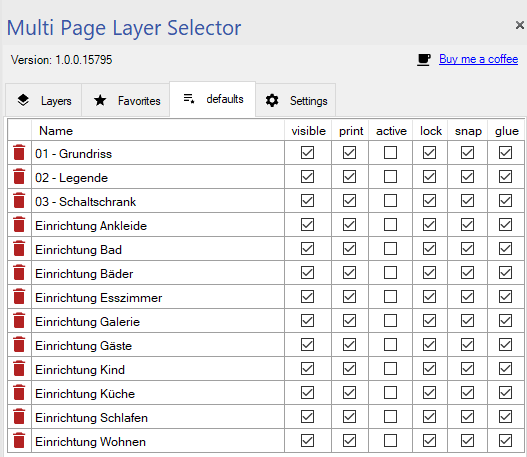 Multi Page Layer Selector
Version: 1.0.0.15795 Buy me a coffee
Layers Favorites defaults Settings
Name visible print active lock snap glue
01 - Grundriss
02 - Legende
03 - Schaltschrank
Einrichtung Ankleide
Einrichtung Bad
Einrichtung Bäder
Einrichtung Esszimmer
Einrichtung Galerie
Einrichtung Gäste
Einrichtung Kind
Einrichtung Küche
Einrichtung Schlafen
Einrichtung Wohnen